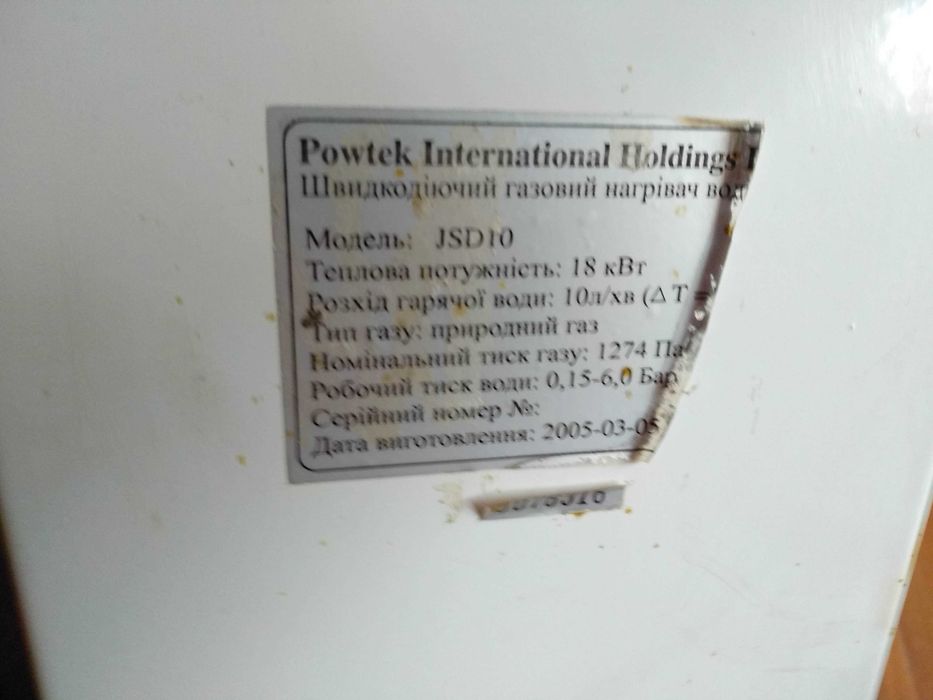 Powtek International Holdings
Швидкодіючий газовий нагрівач вод
Модель: JSD10
Теплова потужність: 18 кВт
Розхід гарячої води: 10л/хв (Δ T =
Тип газу: природний газ
Номінальний тиск газу: 1274 Па
Робочий тиск води: 0,15-6,0 Бар
Серійний номер №:
Дата виготовлення: 2005-03-05